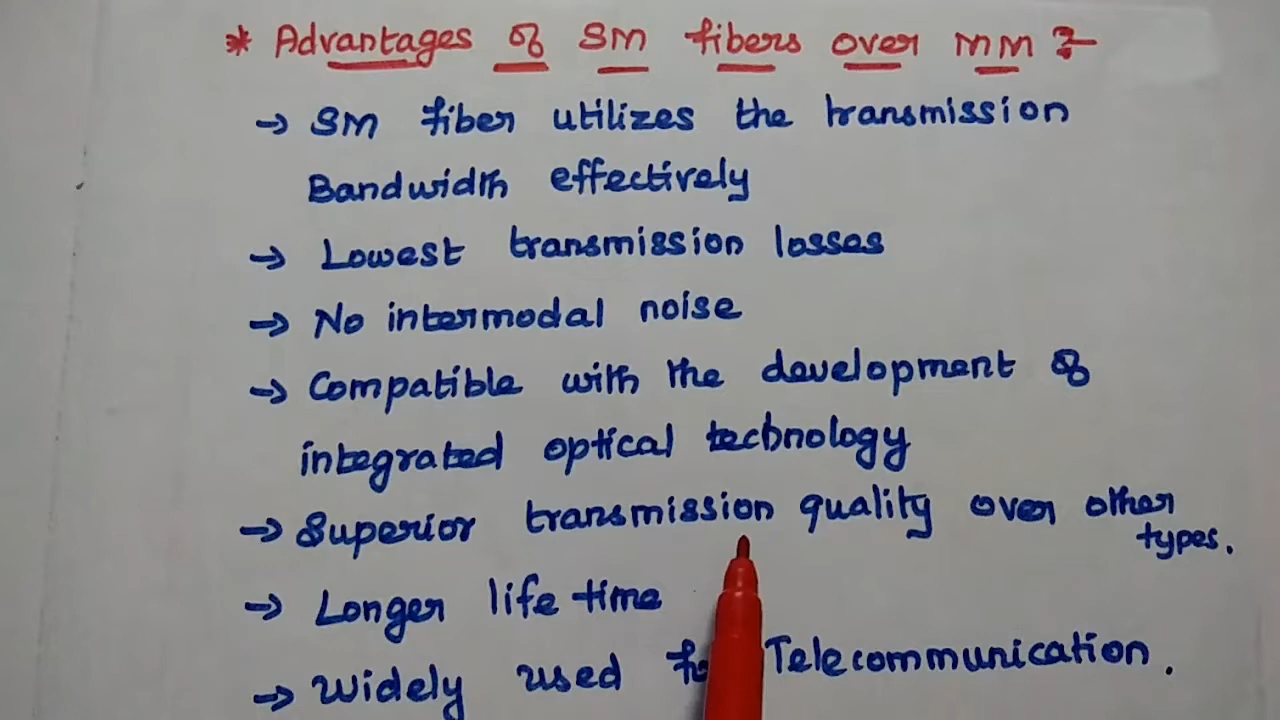 * Advantages of SM fibers over MM :-
→ SM fiber utilizes the transmission
Bandwidth effectively
→ Lowest transmission losses
→ No intermodal noise
→ Compatible with the development of
integrated optical technology
→ Superior transmission quality over other
types.
→ Longer life time
→ Widely used Telecommunication.